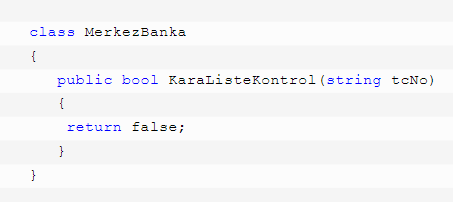 class MerkezBanka
{
public bool KaraListeKontrol(string tcNo)
{
return false;
}
}